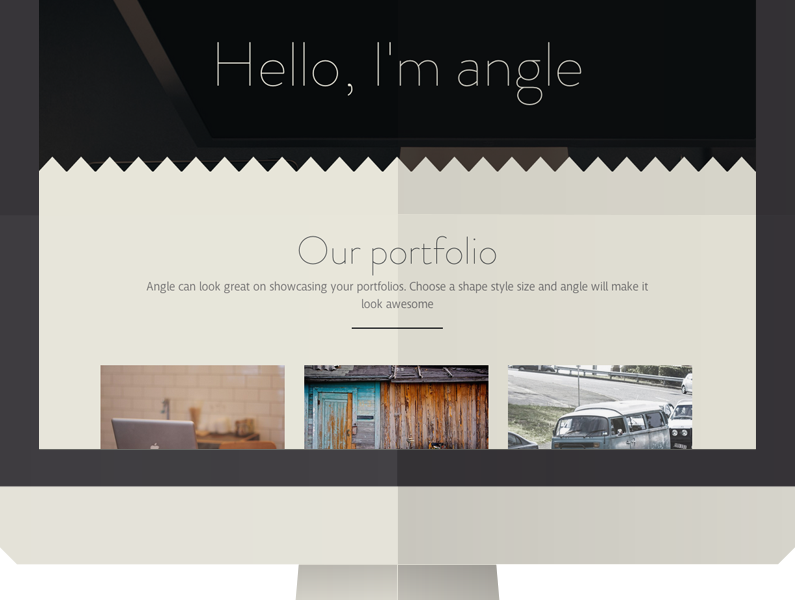 Hello, I'm angle
Our portfolio
Angle can look great on showcasing your portfolios. Choose a shape style size and angle will make it
look awesome